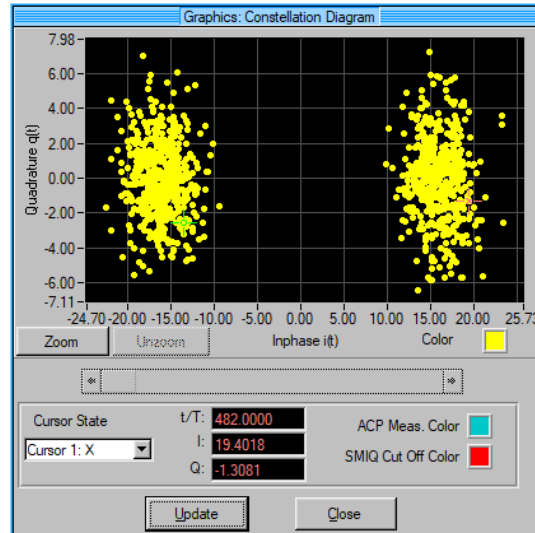 Graphics: Constellation Diagram
7.98
6.00
4.00
2.00
0.00
-2.00
-4.00
-6.00
-7.11
Quadrature q(t)
-24.70 -20.00 -15.00 -10.00 -5.00 0.00 5.00 10.00 15.00 20.00 25.73
Zoom Unzoom Inphase i(t) Color
Cursor State t/T: 482.0000 ACP Meas. Color
Cursor 1: X I: 19.4018 SMIQ Cut Off Color
Q: -1.3081
Update Close